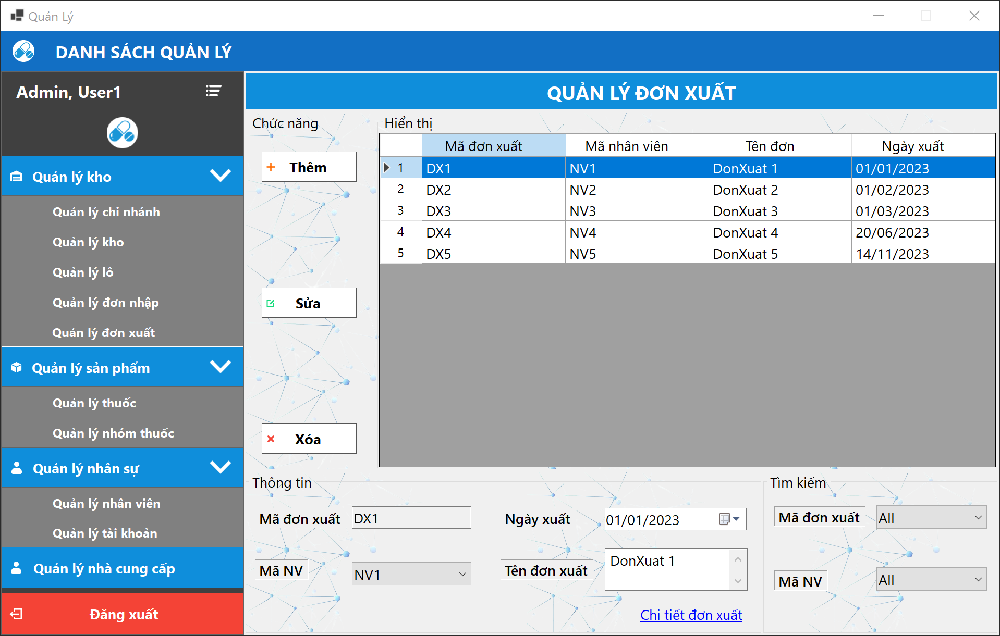 Quản Lý
DANH SÁCH QUẢN LÝ
Admin, User1
Quản lý kho
Quản lý chi nhánh
Quản lý kho
Quản lý lô
Quản lý đơn nhập
Quản lý đơn xuất
Quản lý sản phẩm
Quản lý thuốc
Quản lý nhóm thuốc
Quản lý nhân sự
Quản lý nhân viên
Quản lý tài khoản
Quản lý nhà cung cấp
Đăng xuất
QUẢN LÝ ĐƠN XUẤT
Chức năng
Thêm
Sửa
Xóa
Hiển thị
Mã đơn xuất Mã nhân viên Tên đơn Ngày xuất
1 DX1 NV1 DonXuat 1 01/01/2023
2 DX2 NV2 DonXuat 2 01/02/2023
3 DX3 NV3 DonXuat 3 01/03/2023
4 DX4 NV4 DonXuat 4 20/06/2023
5 DX5 NV5 DonXuat 5 14/11/2023
Thông tin
Mã đơn xuất DX1
Ngày xuất 01/01/2023
Mã NV NV1
Tên đơn xuất DonXuat 1
Chi tiết đơn xuất
Tìm kiếm
Mã đơn xuất All
Mã NV All